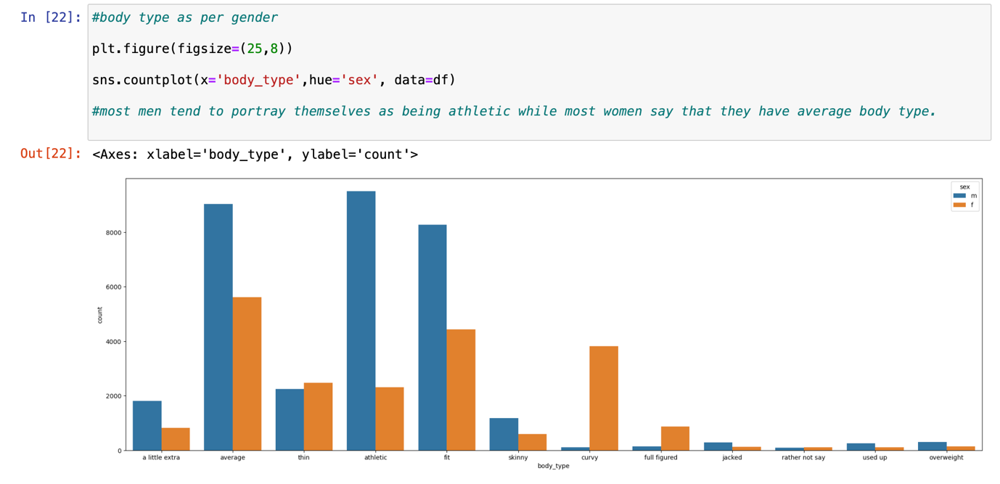 In [22]: #body type as per gender
plt.figure(figsize=(25,8))
sns.countplot(x='body_type',hue='sex', data=df)
#most men tend to portray themselves as being athletic while most women say that they have average body type.
Out[22]: <Axes: xlabel='body_type', ylabel='count'>
sex
m
f
8000
6000
4000
2000
0
count
a little extra average thin athletic fit skinny curvy full figured jacked rather not say used up overweight
body_type